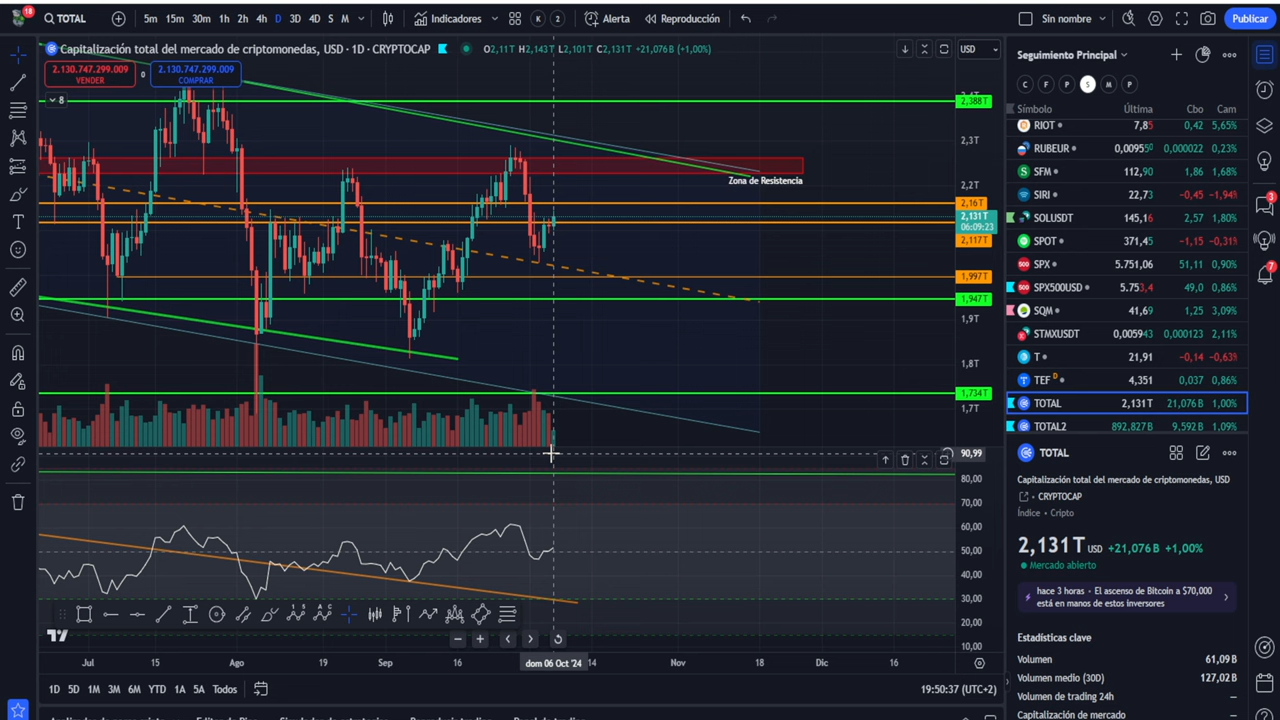 18
TOTAL
5m 15m 30m 1h 2h 4h D 3D 4D S M
Indicadores
K 2
Alerta
Reproducción
Sin nombre
Publicar
Capitalización total del mercado de criptomonedas, USD · 1D · CRYPTOCAP
O2,11T H2,143T L2,101T C2,131T +21,076B (+1,00%)
USD
2.130.747.299.009
VENDER
0
2.130.747.299.009
COMPRAR
8
2,388T
2,3T
2,2T
Zona de Resistencia
2,16T
2,131T
06:09:23
2,117T
1,997T
1,947T
1,9T
1,8T
1,734T
1,7T
90,99
80,00
70,00
60,00
50,00
40,00
30,00
20,00
10,00
Jul 15 Ago 19 Sep 16 dom 06 Oct '24 14 Nov 18 Dic 16
1D 5D 1M 3M 6M YTD 1A 5A Todos
19:50:37 (UTC+2)
Seguimiento Principal
C F P S M P
Símbolo Última Cbo Cam
RIOT 7,85 0,42 5,65%
RUBEUR 0,00955⁰ 0,000022 0,23%
SFM 112,90 1,86 1,68%
SIRI 22,73 -0,45 -1,94%
SOLUSDT 145,16 2,57 1,80%
SPOT 371,45 -1,15 -0,31%
SPX 5.751,06 51,11 0,90%
SPX500USD 5.753,4 49,0 0,86%
SQM 41,69 1,25 3,09%
STMXUSDT 0,005943 0,000123 2,11%
T 21,91 -0,14 -0,63%
TEF D 4,351 0,037 0,86%
TOTAL 2,131T 21,076B 1,00%
TOTAL2 892,827B 9,592B 1,09%
TOTAL
Capitalización total del mercado de criptomonedas, USD
CRYPTOCAP
Índice · Cripto
2,131T USD +21,076B +1,00%
Mercado abierto
hace 3 horas · El ascenso de Bitcoin a $70,000
está en manos de estos inversores
Estadísticas clave
Volumen 61,09B
Volumen medio (30D) 127,02B
Volumen de trading 24h —
Capitalización de mercado —
3
7